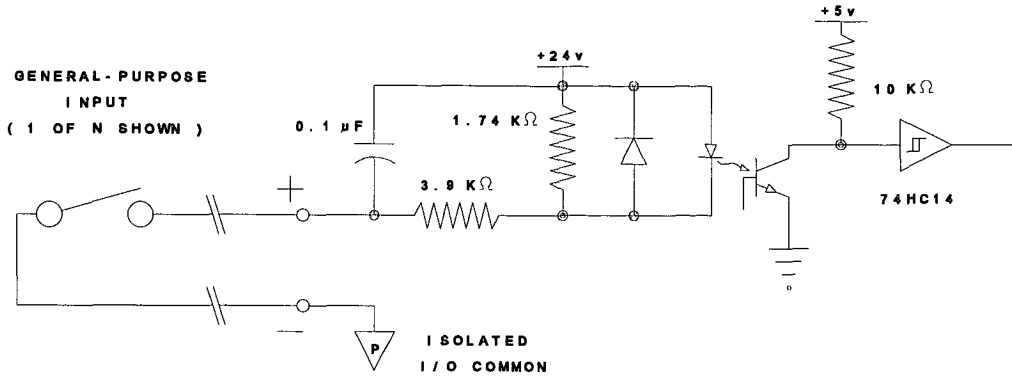 +5v
+24v
GENERAL-PURPOSE
INPUT
( 1 OF N SHOWN )
10 KΩ
0.1 µF
1.74 KΩ
3.9 KΩ
+
74HC14
−
P
ISOLATED
I/O COMMON